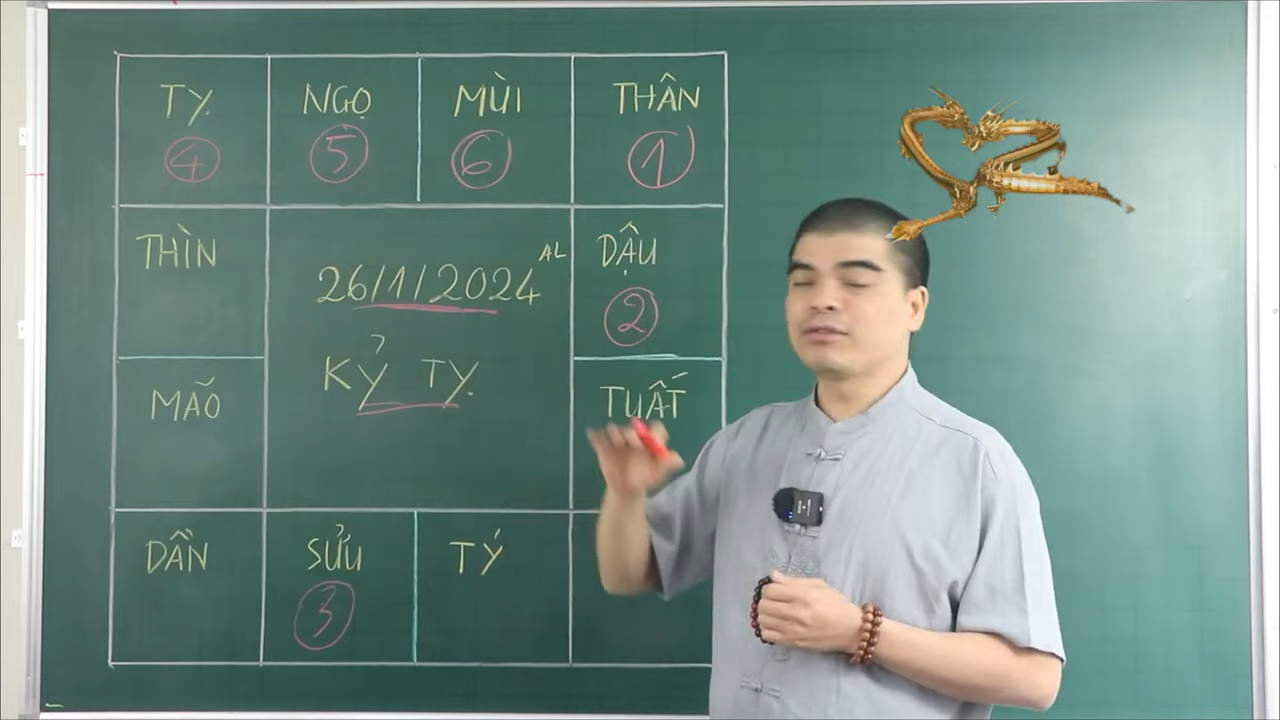 TỴ NGỌ MÙI THÂN
④ ⑤ ⑥ ①
THÌN DẬU
26/1/2024 AL
②
KỶ TỴ
MÃO TUẤT
DẦN SỬU TÝ
③